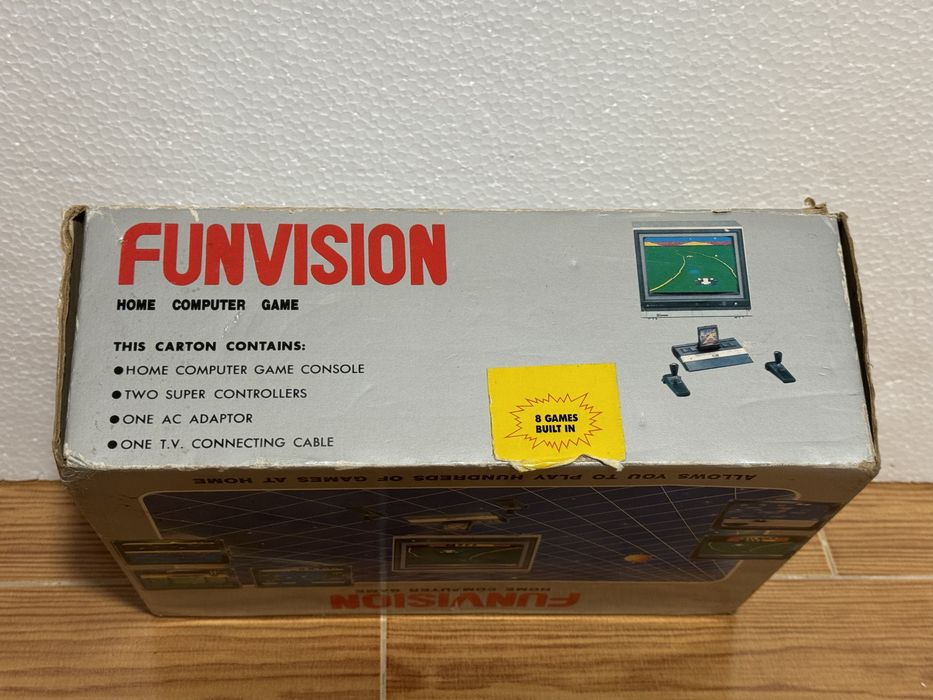 FUNVISION
HOME COMPUTER GAME
THIS CARTON CONTAINS:
●HOME COMPUTER GAME CONSOLE
●TWO SUPER CONTROLLERS
●ONE AC ADAPTOR
●ONE T.V. CONNECTING CABLE
8 GAMES
BUILT IN
ALLOWS YOU TO PLAY HUNDREDS OF GAMES AT HOME
HOME COMPUTER GAME
FUNVISION